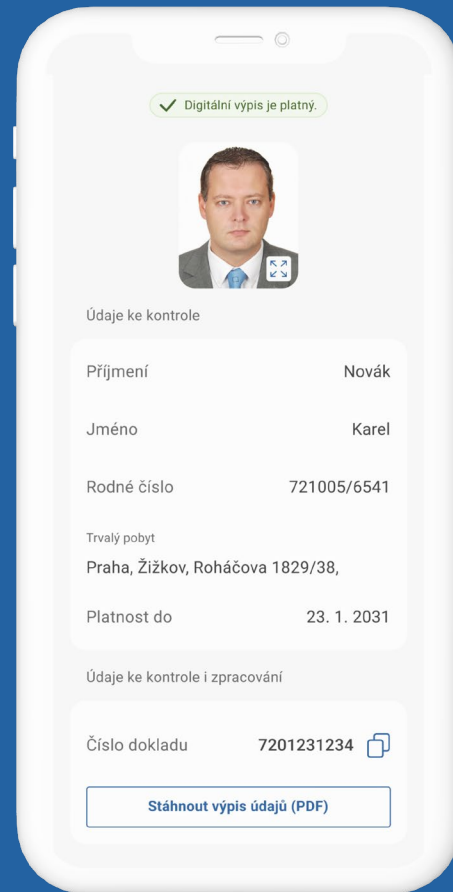 Digitální výpis je platný.
Údaje ke kontrole
Příjmení Novák
Jméno Karel
Rodné číslo 721005/6541
Trvalý pobyt
Praha, Žižkov, Roháčova 1829/38,
Platnost do 23. 1. 2031
Údaje ke kontrole i zpracování
Číslo dokladu 7201231234
Stáhnout výpis údajů (PDF)